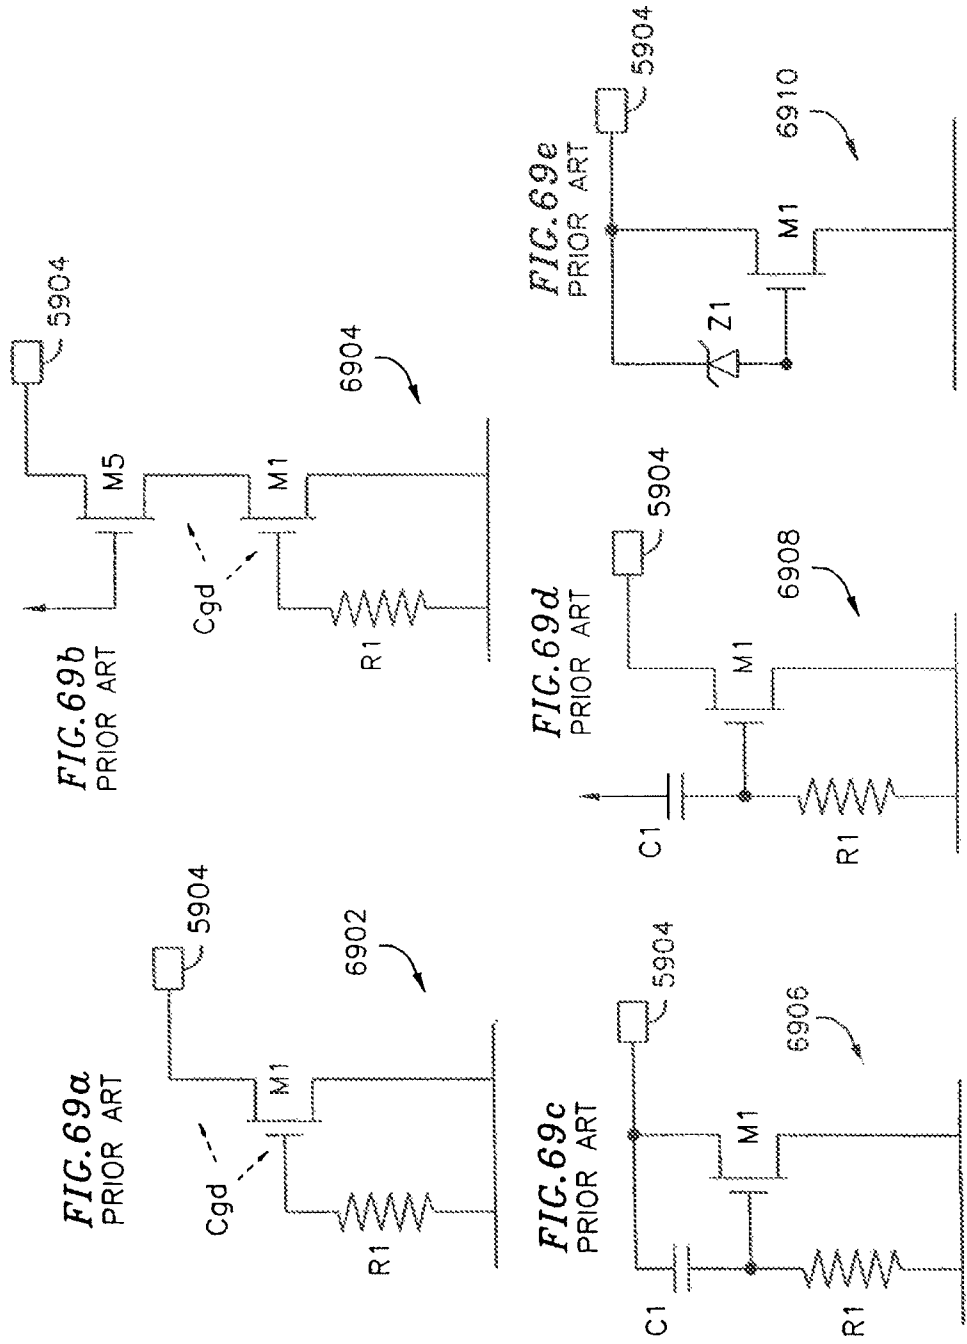 FIG.69a
PRIOR ART
Cgd
M1
R1
5904
6902
FIG.69b
PRIOR ART
Cgd
M5
M1
R1
5904
6904
FIG.69c
PRIOR ART
C1
M1
R1
5904
6906
FIG.69d
PRIOR ART
C1
M1
R1
5904
6908
FIG.69e
PRIOR ART
Z1
M1
5904
6910